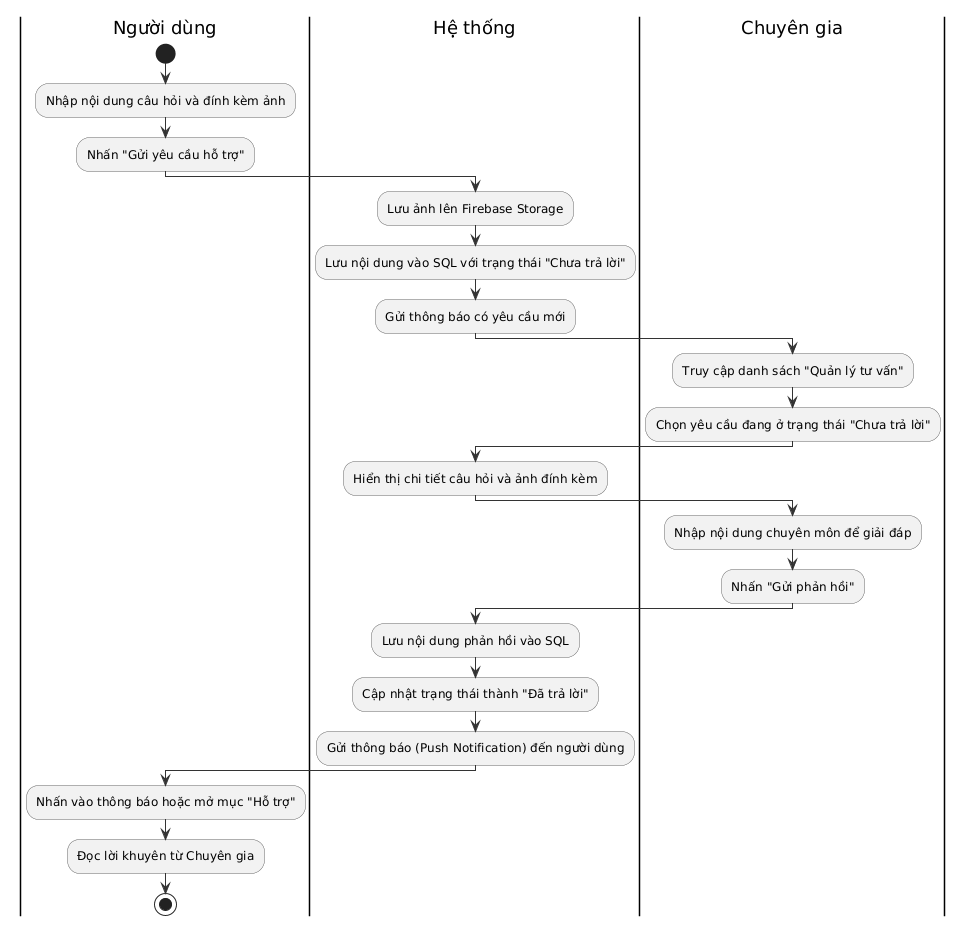 Người dùng
Hệ thống
Chuyên gia
Nhập nội dung câu hỏi và đính kèm ảnh
Nhấn "Gửi yêu cầu hỗ trợ"
Lưu ảnh lên Firebase Storage
Lưu nội dung vào SQL với trạng thái "Chưa trả lời"
Gửi thông báo có yêu cầu mới
Truy cập danh sách "Quản lý tư vấn"
Chọn yêu cầu đang ở trạng thái "Chưa trả lời"
Hiển thị chi tiết câu hỏi và ảnh đính kèm
Nhập nội dung chuyên môn để giải đáp
Nhấn "Gửi phản hồi"
Lưu nội dung phản hồi vào SQL
Cập nhật trạng thái thành "Đã trả lời"
Gửi thông báo (Push Notification) đến người dùng
Nhấn vào thông báo hoặc mở mục "Hỗ trợ"
Đọc lời khuyên từ Chuyên gia